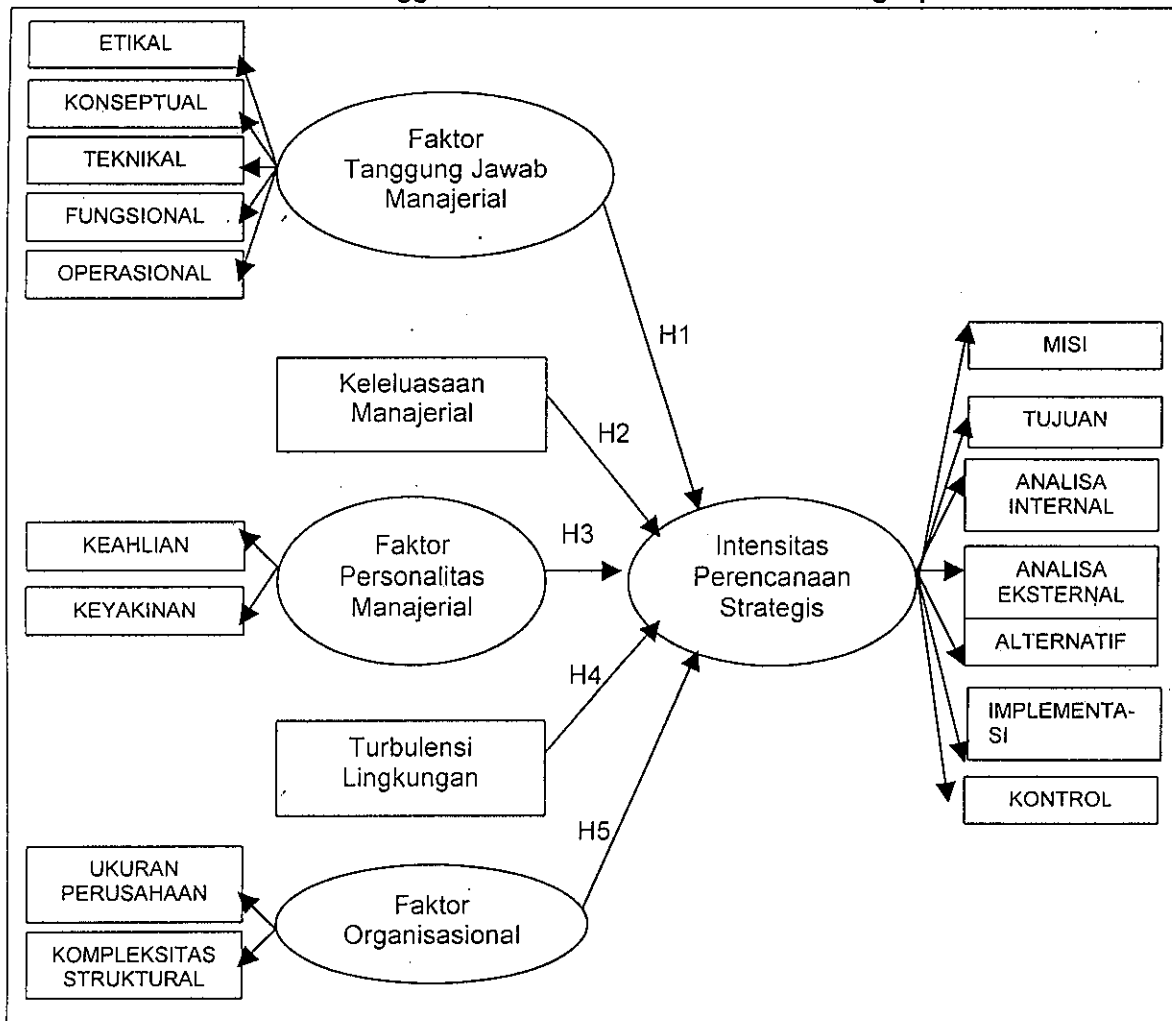 ETIKAL
KONSEPTUAL
TEKNIKAL
FUNGSIONAL
OPERASIONAL
Faktor
Tanggung Jawab
Manajerial
H1
Keleluasaan
Manajerial
H2
KEAHLIAN
KEYAKINAN
Faktor
Personalitas
Manajerial
H3
Intensitas
Perencanaan
Strategis
H4
Turbulensi
Lingkungan
H5
UKURAN
PERUSAHAAN
KOMPLEKSITAS
STRUKTURAL
Faktor
Organisasional
MISI
TUJUAN
ANALISA
INTERNAL
ANALISA
EKSTERNAL
ALTERNATIF
IMPLEMENTA-
SI
KONTROL